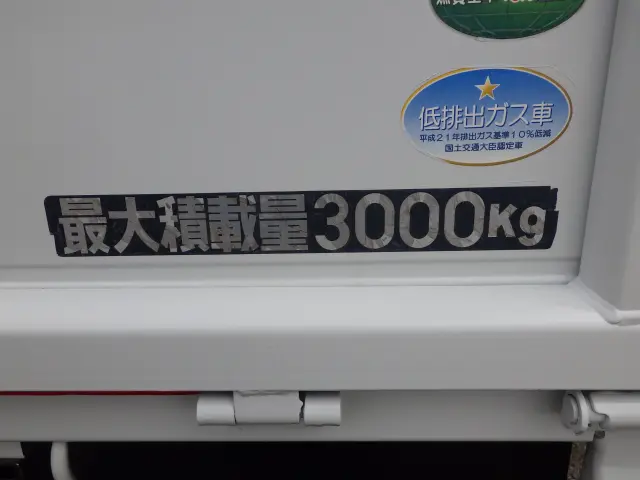 低排出ガス車
平成21年排出ガス基準10%低減
国土交通大臣認定車
最大積載量3000Kg